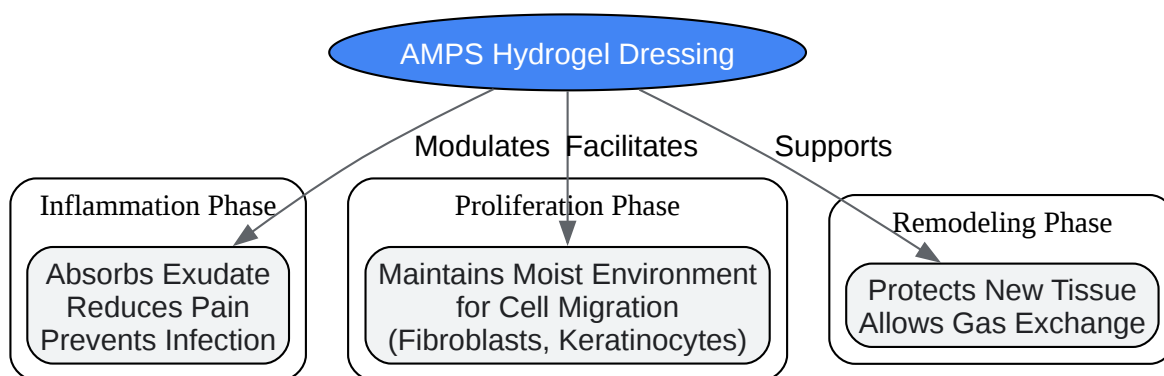 AMPS Hydrogel Dressing
Modulates
Facilitates
Supports
Inflammation Phase
Absorbs Exudate
Reduces Pain
Prevents Infection
Proliferation Phase
Maintains Moist Environment
for Cell Migration
(Fibroblasts, Keratinocytes)
Remodeling Phase
Protects New Tissue
Allows Gas Exchange